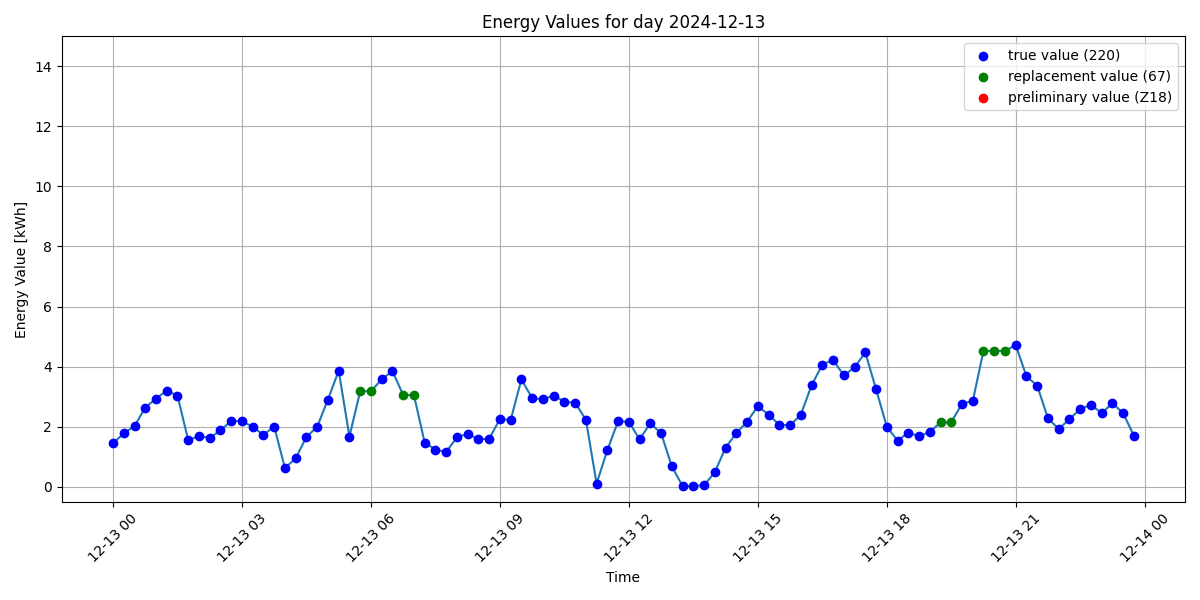 Energy Values for day 2024-12-13
true value (220)
replacement value (67)
preliminary value (Z18)
Energy Value [kWh]
14
12
10
8
6
4
2
0
12-13 00
12-13 03
12-13 06
12-13 09
12-13 12
12-13 15
12-13 18
12-13 21
12-14 00
Time